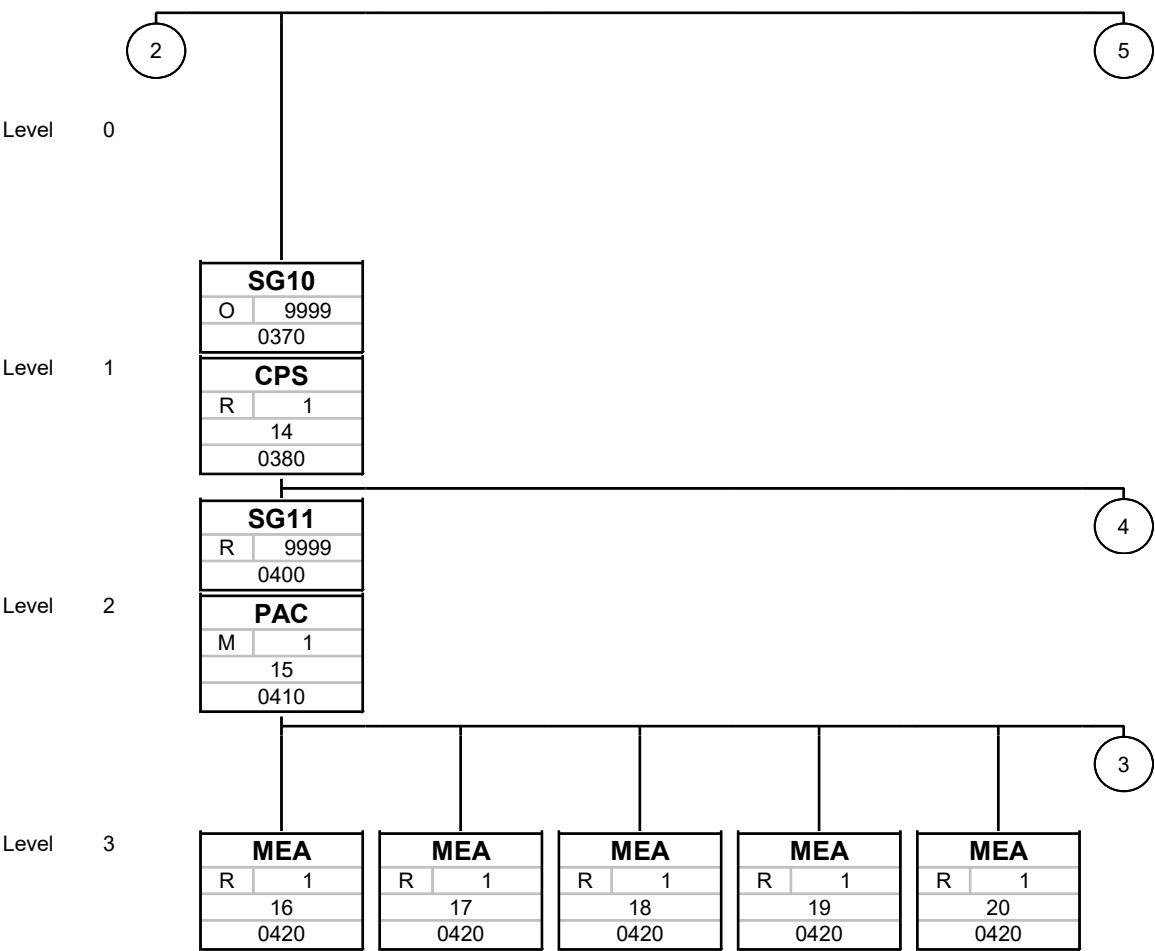 2
5
Level 0
SG10
O 9999
0370
Level 1
CPS
R 1
14
0380
SG11
R 9999
0400
4
Level 2
PAC
M 1
15
0410
3
Level 3
MEA
R 1
16
0420
MEA
R 1
17
0420
MEA
R 1
18
0420
MEA
R 1
19
0420
MEA
R 1
20
0420